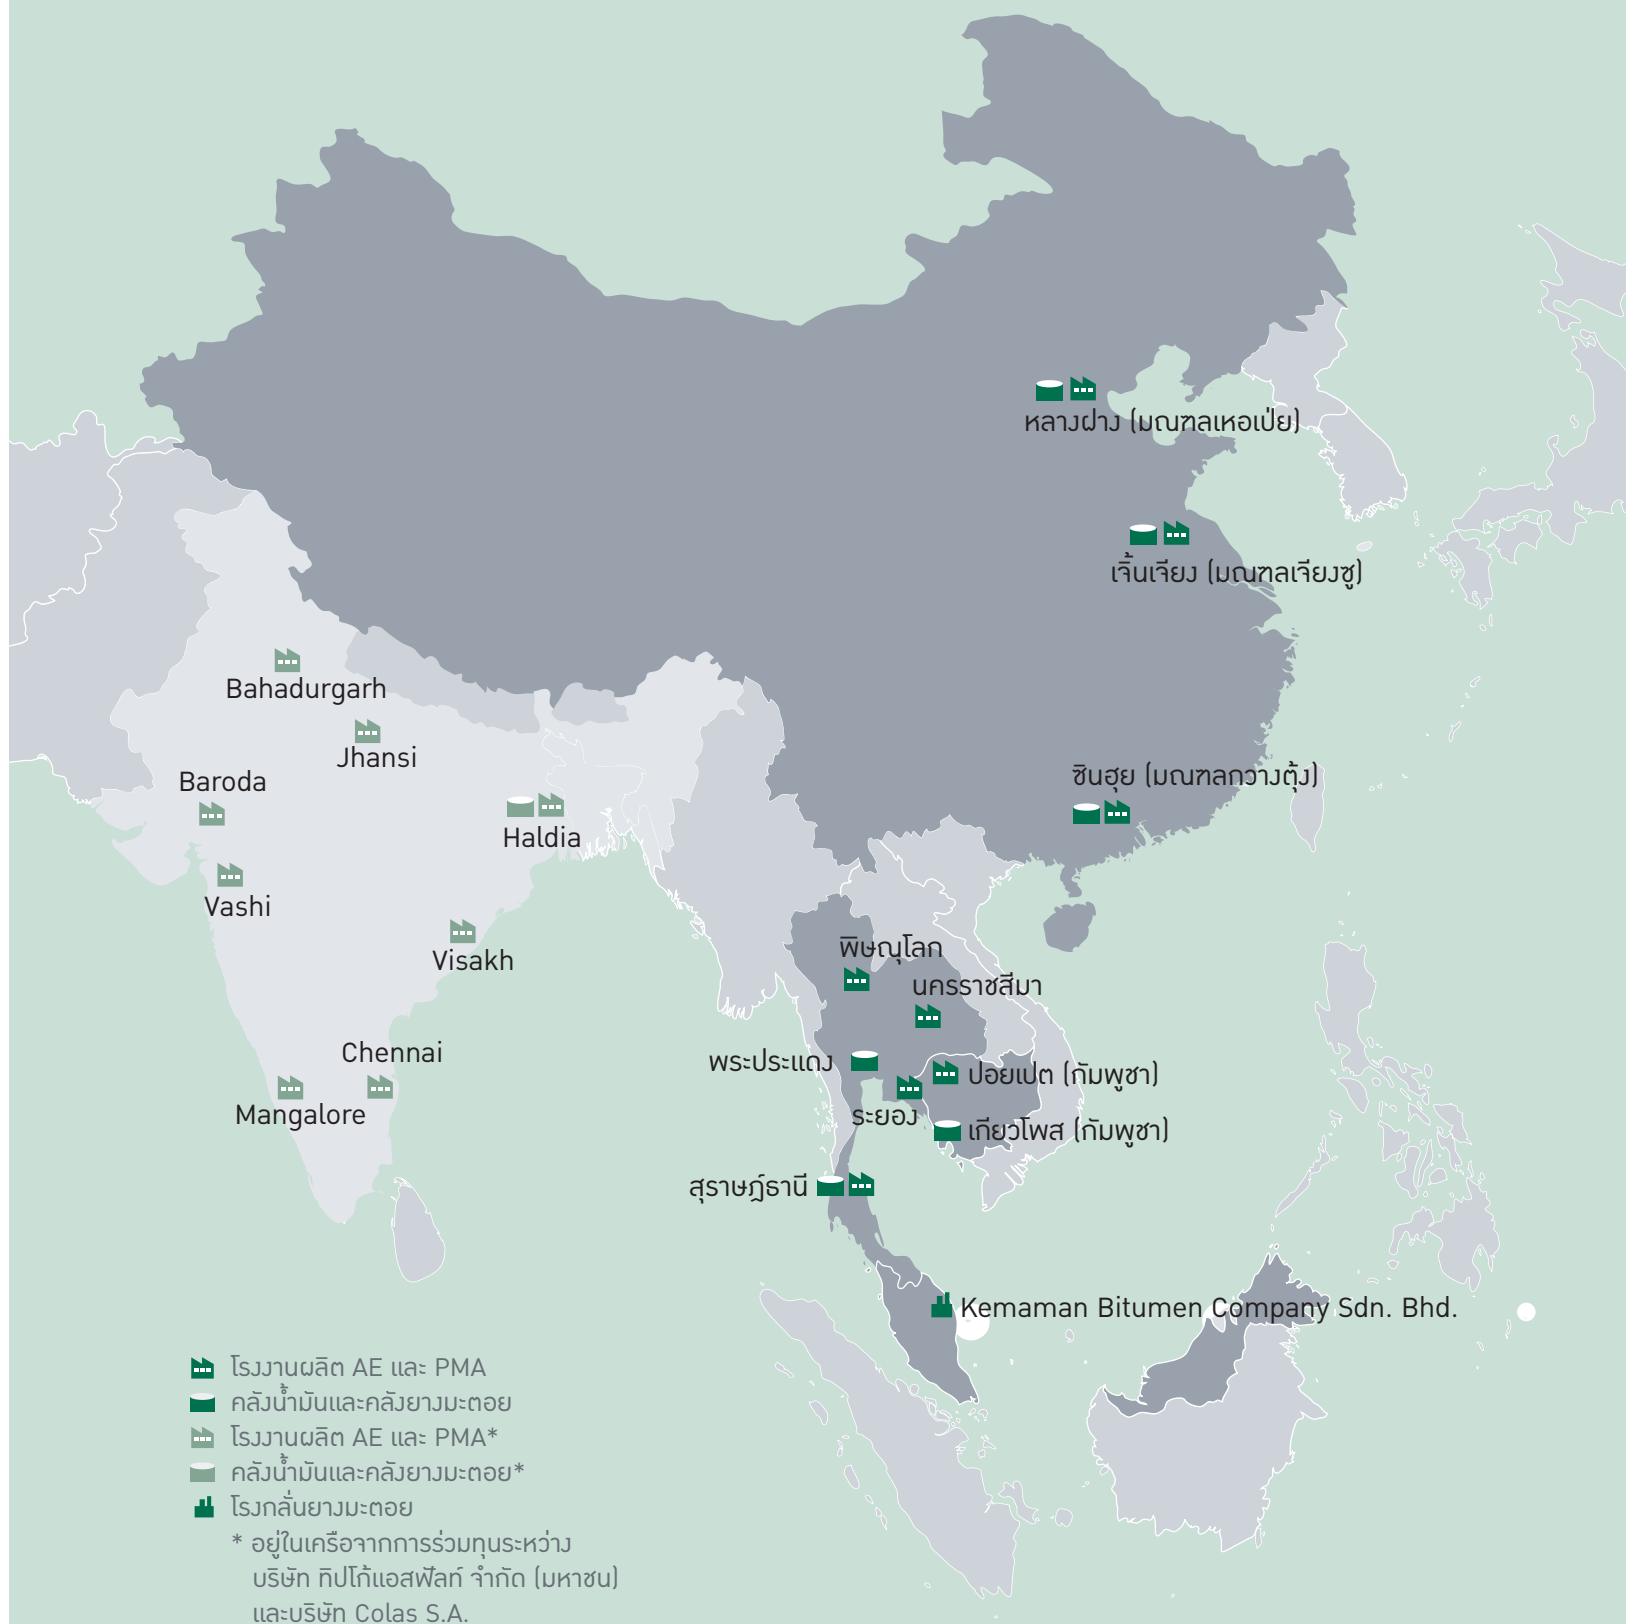 หลางฝาง (มณฑลเหอเป่ย)
เจิ้นเจียง (มณฑลเจียงซู)
Bahadurgarh
Jhansi
Baroda
ซินฮุย (มณฑลกวางตุ้ง)
Haldia
Vashi
Visakh
พิษณุโลก
นครราชสีมา
Chennai
พระประแดง
ปอยเปต (กัมพูชา)
Mangalore
ระยอง
เกียวโพส (กัมพูชา)
สุราษฎ์ธานี
Kemaman Bitumen Company Sdn. Bhd.
โรงงานผลิต AE และ PMA
คลังน้ำมันและคลังยางมะตอย
โรงงานผลิต AE และ PMA*
คลังน้ำมันและคลังยางมะตอย*
โรงกลั่นยางมะตอย
* อยู่ในเครือจากการร่วมทุนระหว่าง
บริษัท ทิปโก้แอสฟัลท์ จำกัด (มหาชน)
และบริษัท Colas S.A.